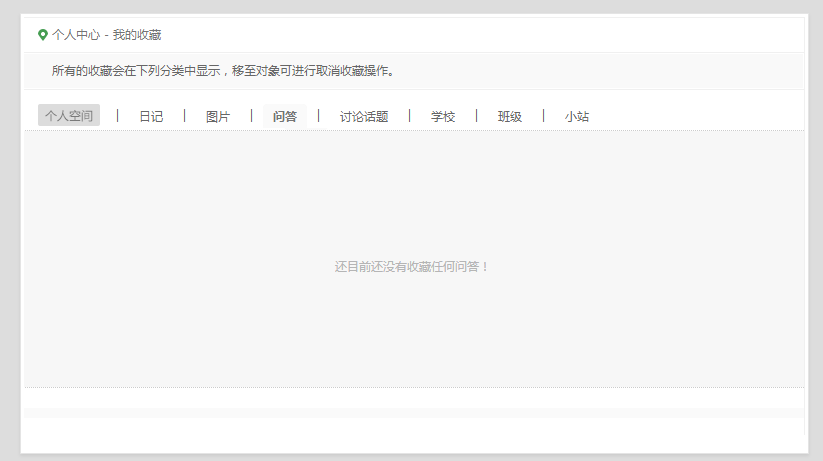 个人中心 - 我的收藏
所有的收藏会在下列分类中显示，移至对象可进行取消收藏操作。
个人空间 | 日记 | 图片 | 问答 | 讨论话题 | 学校 | 班级 | 小站
还目前还没有收藏任何问答！